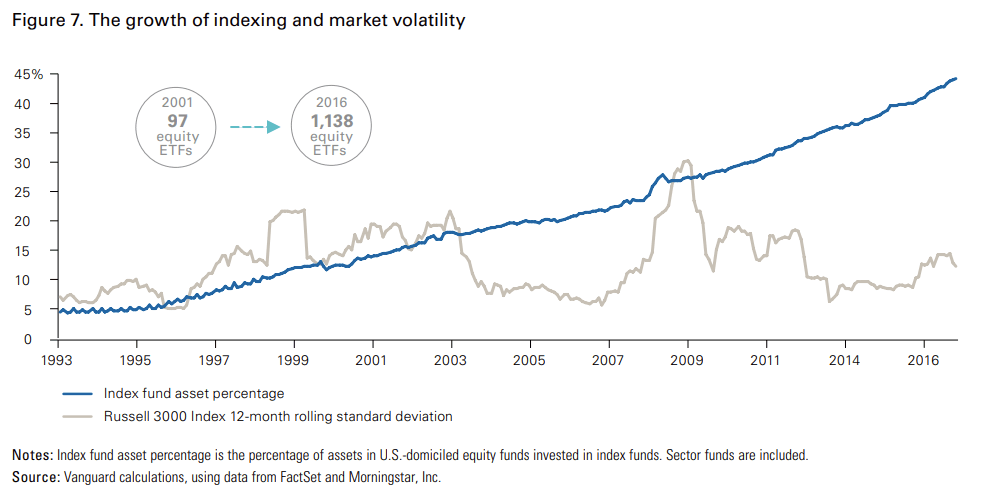 Figure 7. The growth of indexing and market volatility
45%
40
35
30
25
20
15
10
5
0
2001
97
equity
ETFs
2016
1,138
equity
ETFs
1993 1995 1997 1999 2001 2003 2005 2007 2009 2011 2014 2016
Index fund asset percentage
Russell 3000 Index 12-month rolling standard deviation
Notes: Index fund asset percentage is the percentage of assets in U.S.-domiciled equity funds invested in index funds. Sector funds are included.
Source: Vanguard calculations, using data from FactSet and Morningstar, Inc.